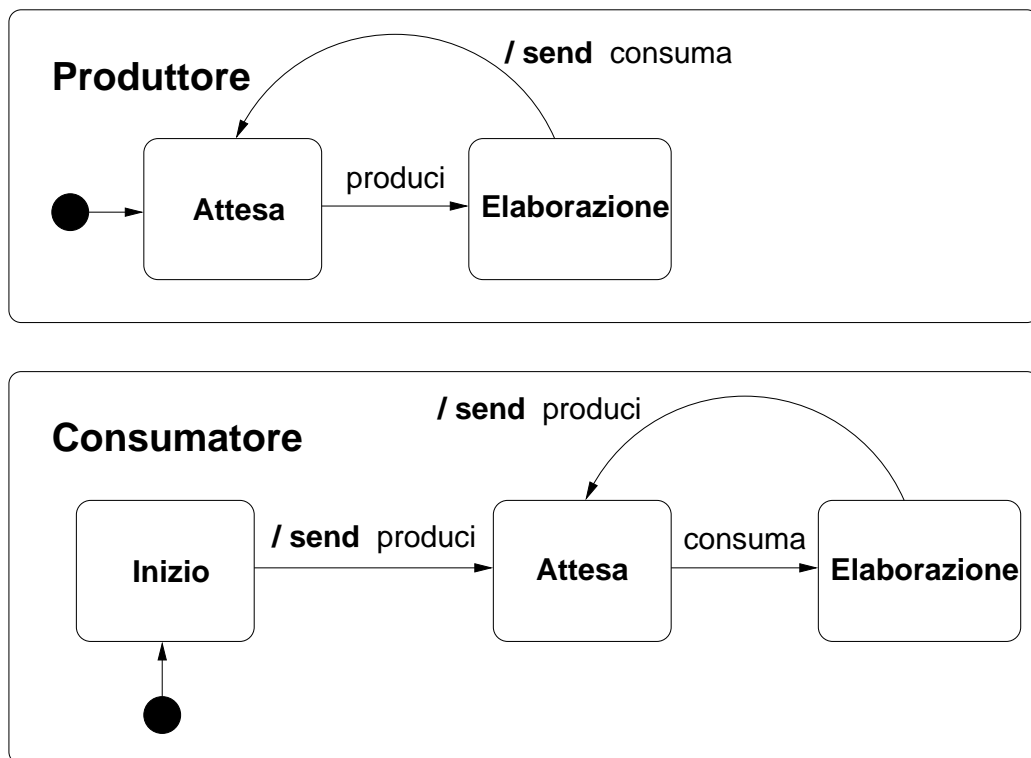 / send consuma
Produttore
produci
Attesa
Elaborazione
/ send produci
Consumatore
/ send produci
consuma
Inizio
Attesa
Elaborazione